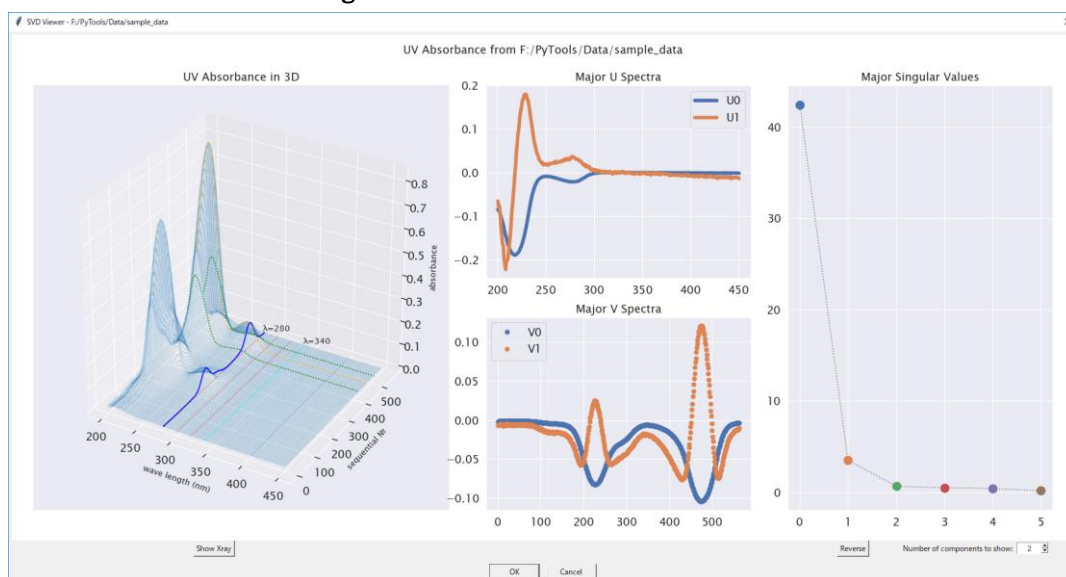 SVD Viewer - F:/PyTools/Data/sample_data
UV Absorbance from F:/PyTools/Data/sample_data
UV Absorbance in 3D
0.8
0.7
0.6
0.5
0.4
0.3
0.2
0.1
0.0
absorbance
λ=280
λ=340
200
250
300
350
400
450
wave length (nm)
0
100
200
300
400
500
sequential №
Major U Spectra
U0
U1
0.2
0.1
0.0
−0.1
−0.2
200 250 300 350 400 450
Major V Spectra
V0
V1
0.10
0.05
0.00
−0.05
−0.10
0 100 200 300 400 500
Major Singular Values
40
30
20
10
0
0 1 2 3 4 5
Show Xray
Reverse
Number of components to show: 2
OK Cancel